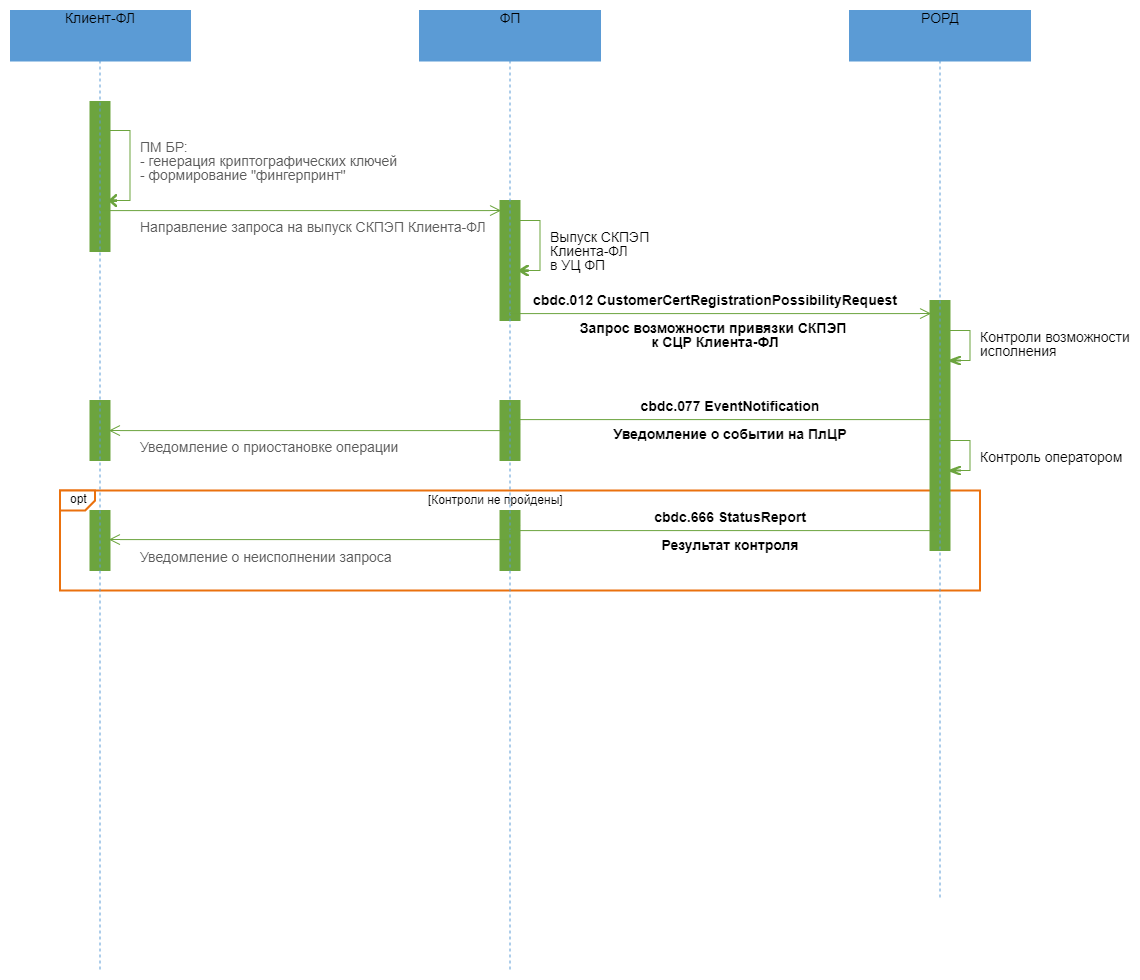 Клиент-ФЛ
ФП
РОРД
ПМ БР:
- генерация криптографических ключей
- формирование "фингерпринт"
Направление запроса на выпуск СКПЭП Клиента-ФЛ
Выпуск СКПЭП
Клиента-ФЛ
в УЦ ФП
cbdc.012 CustomerCertRegistrationPossibilityRequest
Запрос возможности привязки СКПЭП
к СЦР Клиента-ФЛ
Контроли возможности
исполнения
cbdc.077 EventNotification
Уведомление о событии на ПлЦР
Уведомление о приостановке операции
Контроль оператором
opt
[Контроли не пройдены]
cbdc.666 StatusReport
Результат контроля
Уведомление о неисполнении запроса